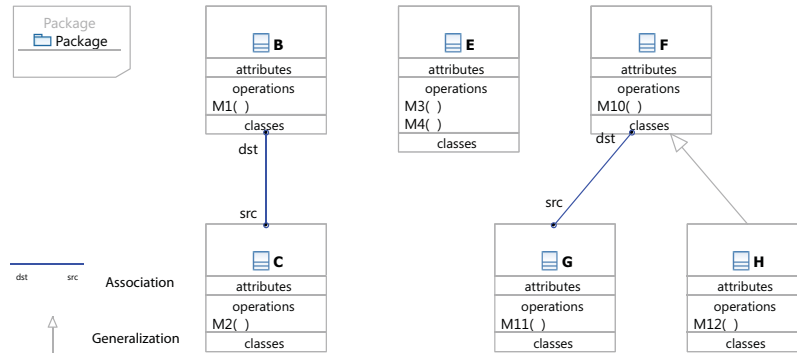 Package
Package
B
attributes
operations
M1( )
classes
E
attributes
operations
M3( )
M4( )
classes
F
attributes
operations
M10( )
classes
dst
src
dst
src
C
attributes
operations
M2( )
classes
G
attributes
operations
M11( )
classes
H
attributes
operations
M12( )
classes
dst src
Association
Generalization